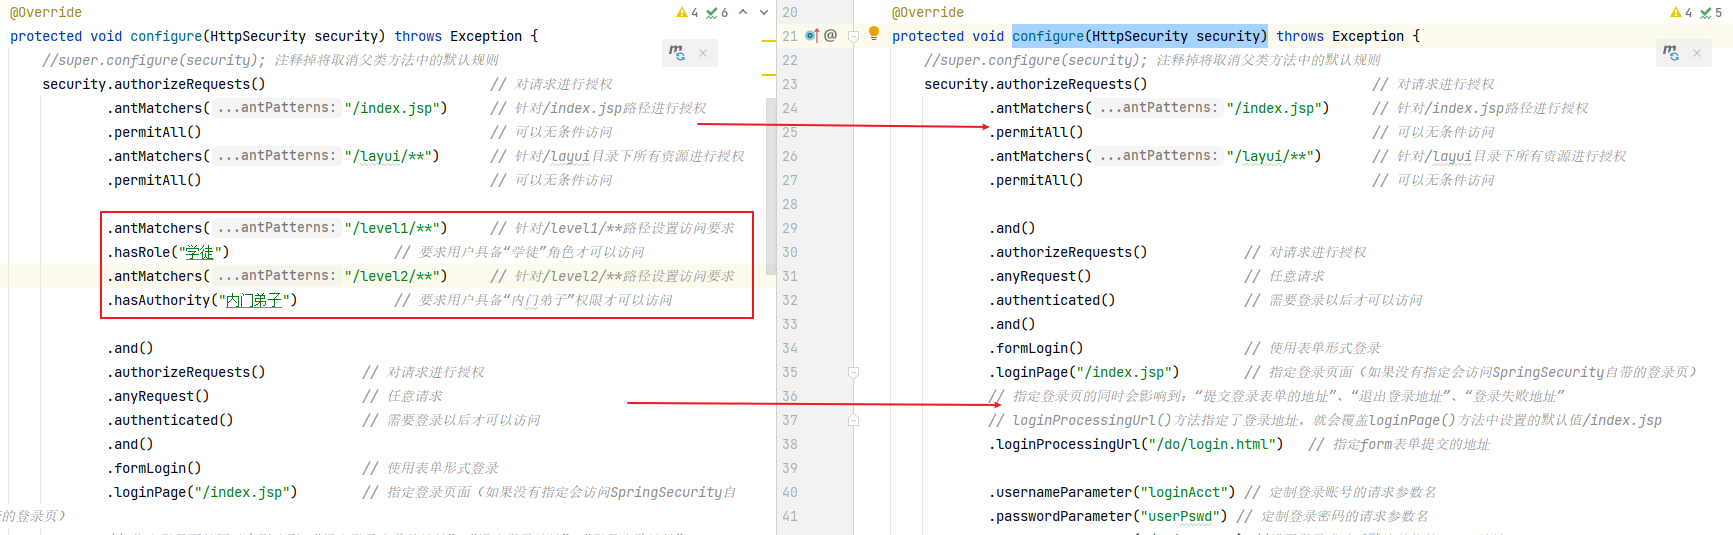 @Override
4 6
protected void configure(HttpSecurity security) throws Exception {
//super.configure(security); 注释掉将取消父类方法中的默认规则
security.authorizeRequests() // 对请求进行授权
.antMatchers( ...antPatterns: "/index.jsp") // 针对/index.jsp路径进行授权
.permitAll() // 可以无条件访问
.antMatchers( ...antPatterns: "/layui/**") // 针对/layui目录下所有资源进行授权
.permitAll() // 可以无条件访问
.antMatchers( ...antPatterns: "/level1/**") // 针对/level1/**路径设置访问要求
.hasRole("学徒") // 要求用户具备“学徒”角色才可以访问
.antMatchers( ...antPatterns: "/level2/**") // 针对/level2/**路径设置访问要求
.hasAuthority("内门弟子") // 要求用户具备“内门弟子”权限才可以访问
.and()
.authorizeRequests() // 对请求进行授权
.anyRequest() // 任意请求
.authenticated() // 需要登录以后才可以访问
.and()
.formLogin() // 使用表单形式登录
.loginPage("/index.jsp") // 指定登录页面（如果没有指定会访问SpringSecurity自
的登录页）
20 @Override
4 5
21 @ protected void configure(HttpSecurity security) throws Exception {
22 //super.configure(security); 注释掉将取消父类方法中的默认规则
23 security.authorizeRequests() // 对请求进行授权
24 .antMatchers( ...antPatterns: "/index.jsp") // 针对/index.jsp路径进行授权
25 .permitAll() // 可以无条件访问
26 .antMatchers( ...antPatterns: "/layui/**") // 针对/layui目录下所有资源进行授权
27 .permitAll() // 可以无条件访问
28
29 .and()
30 .authorizeRequests() // 对请求进行授权
31 .anyRequest() // 任意请求
32 .authenticated() // 需要登录以后才可以访问
33 .and()
34 .formLogin() // 使用表单形式登录
35 .loginPage("/index.jsp") // 指定登录页面（如果没有指定会访问SpringSecurity自带的登录页）
36 // 指定登录页的同时会影响到：“提交登录表单的地址”、“退出登录地址”、“登录失败地址”
37 // loginProcessingUrl()方法指定了登录地址，就会覆盖loginPage()方法中设置的默认值/index.jsp
38 .loginProcessingUrl("/do/login.html") // 指定form表单提交的地址
39
40 .usernameParameter("loginAcct") // 定制登录账号的请求参数名
41 .passwordParameter("userPswd") // 定制登录密码的请求参数名